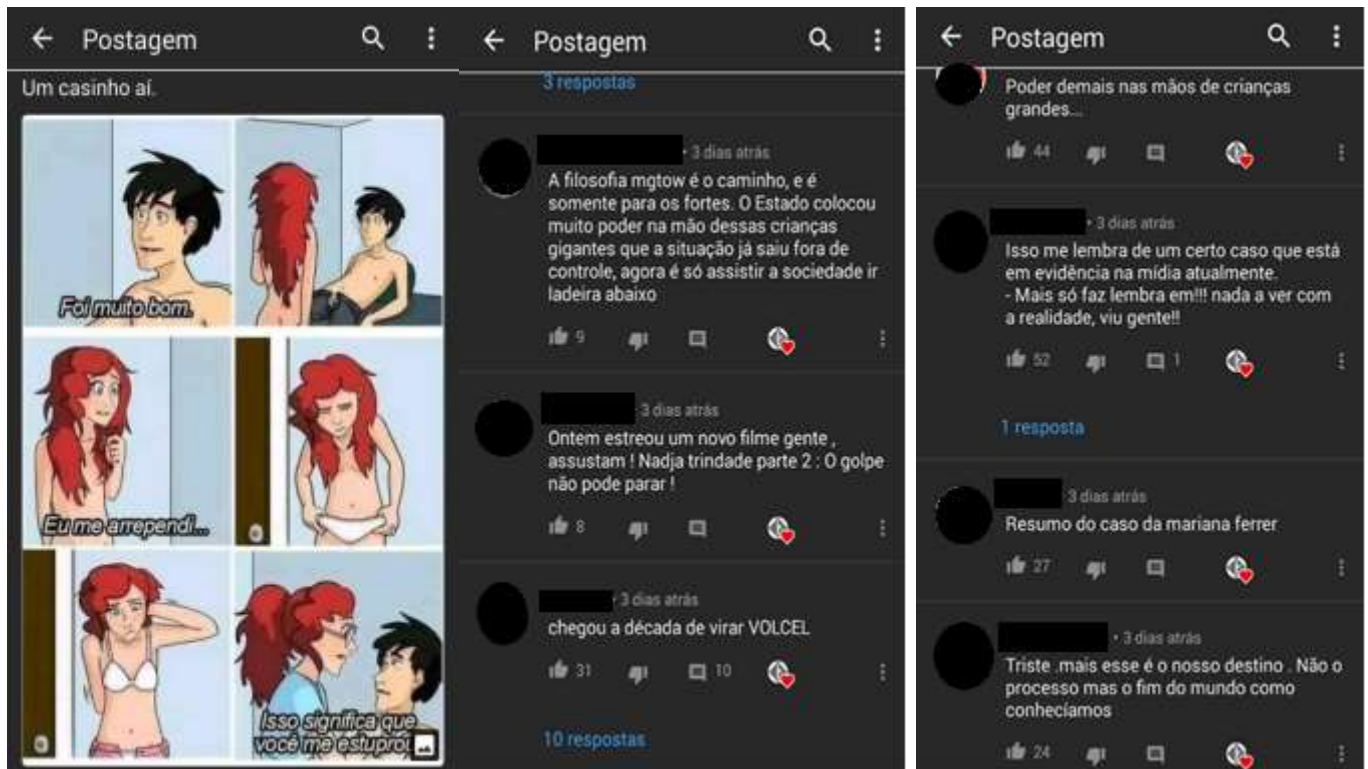 Postagem
Um casinho aí.
Foi muito bom.
Eu me arrependi...
Isso significa que
você me estuprou
Postagem
3 respostas
• 3 dias atrás
A filosofia mgtow é o caminho, e é
somente para os fortes. O Estado colocou
muito poder na mão dessas crianças
gigantes que a situação já saiu fora de
controle, agora é só assistir a sociedade ir
ladeira abaixo
9
3 dias atrás
Ontem estreou um novo filme gente ,
assustam ! Nadja trindade parte 2 : O golpe
não pode parar !
8
• 3 dias atrás
chegou a década de virar VOLCEL
31
10
10 respostas
Postagem
Poder demais nas mãos de crianças
grandes...
44
• 3 dias atrás
Isso me lembra de um certo caso que está
em evidência na mídia atualmente.
- Mais só faz lembra em!!! nada a ver com
a realidade, viu gente!!
52
1
1 resposta
3 dias atrás
Resumo do caso da mariana ferrer
27
• 3 dias atrás
Triste .mais esse é o nosso destino . Não o
processo mas o fim do mundo como
conhecíamos
24